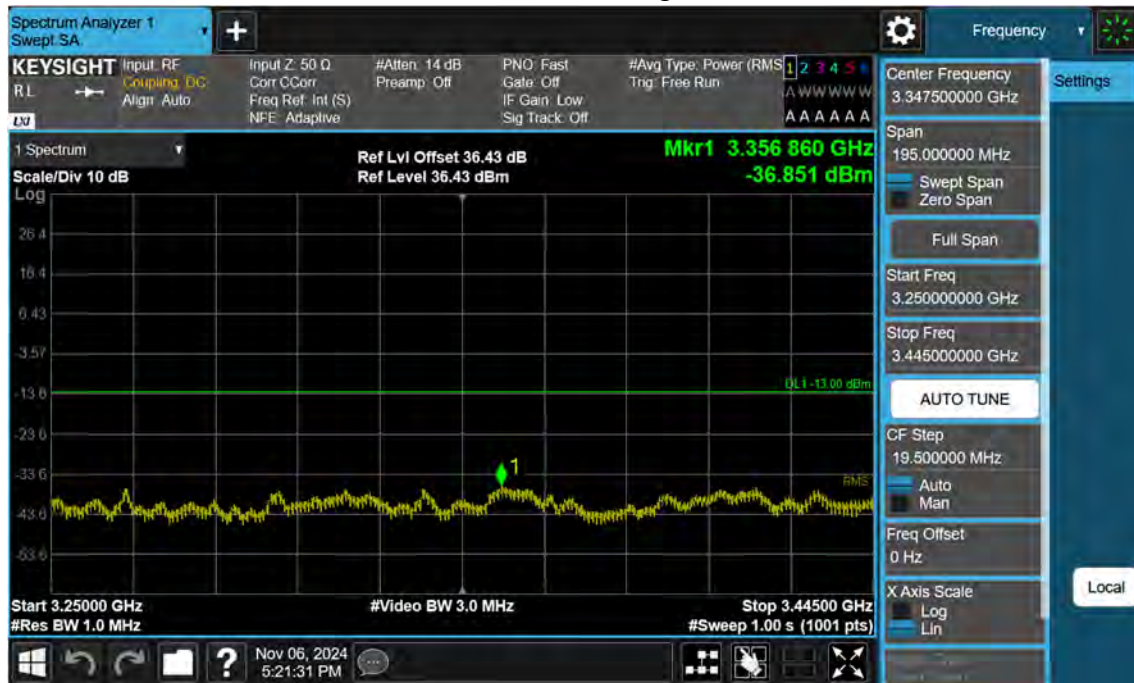 Spectrum Analyzer 1
Swept SA
+
Frequency
KEYSIGHT
RL
LXI
Input: RF
Coupling: DC
Align: Auto
Input Z: 50 Ω
Corr CCorr
Freq Ref: Int (S)
NFE: Adaptive
#Atten: 14 dB
Preamp: Off
PNO: Fast
Gate: Off
IF Gain: Low
Sig Track: Off
#Avg Type: Power (RMS
Trig: Free Run
1 2 3 4 5 6
A W W W W W
A A A A A A
1 Spectrum
Scale/Div 10 dB
Log
Ref Lvl Offset 36.43 dB
Ref Level 36.43 dBm
Mkr1 3.356 860 GHz
-36.851 dBm
26.4
16.4
6.43
-3.57
-13.6
-23.6
-33.6
-43.6
-53.6
DL1 -13.00 dBm
1
RMS
Start 3.25000 GHz
#Res BW 1.0 MHz
#Video BW 3.0 MHz
Stop 3.44500 GHz
#Sweep 1.00 s (1001 pts)
Center Frequency
3.347500000 GHz
Settings
Span
195.000000 MHz
Swept Span
Zero Span
Full Span
Start Freq
3.250000000 GHz
Stop Freq
3.445000000 GHz
AUTO TUNE
CF Step
19.500000 MHz
Auto
Man
Freq Offset
0 Hz
X Axis Scale
Log
Lin
Local
?
Nov 06, 2024
5:21:31 PM